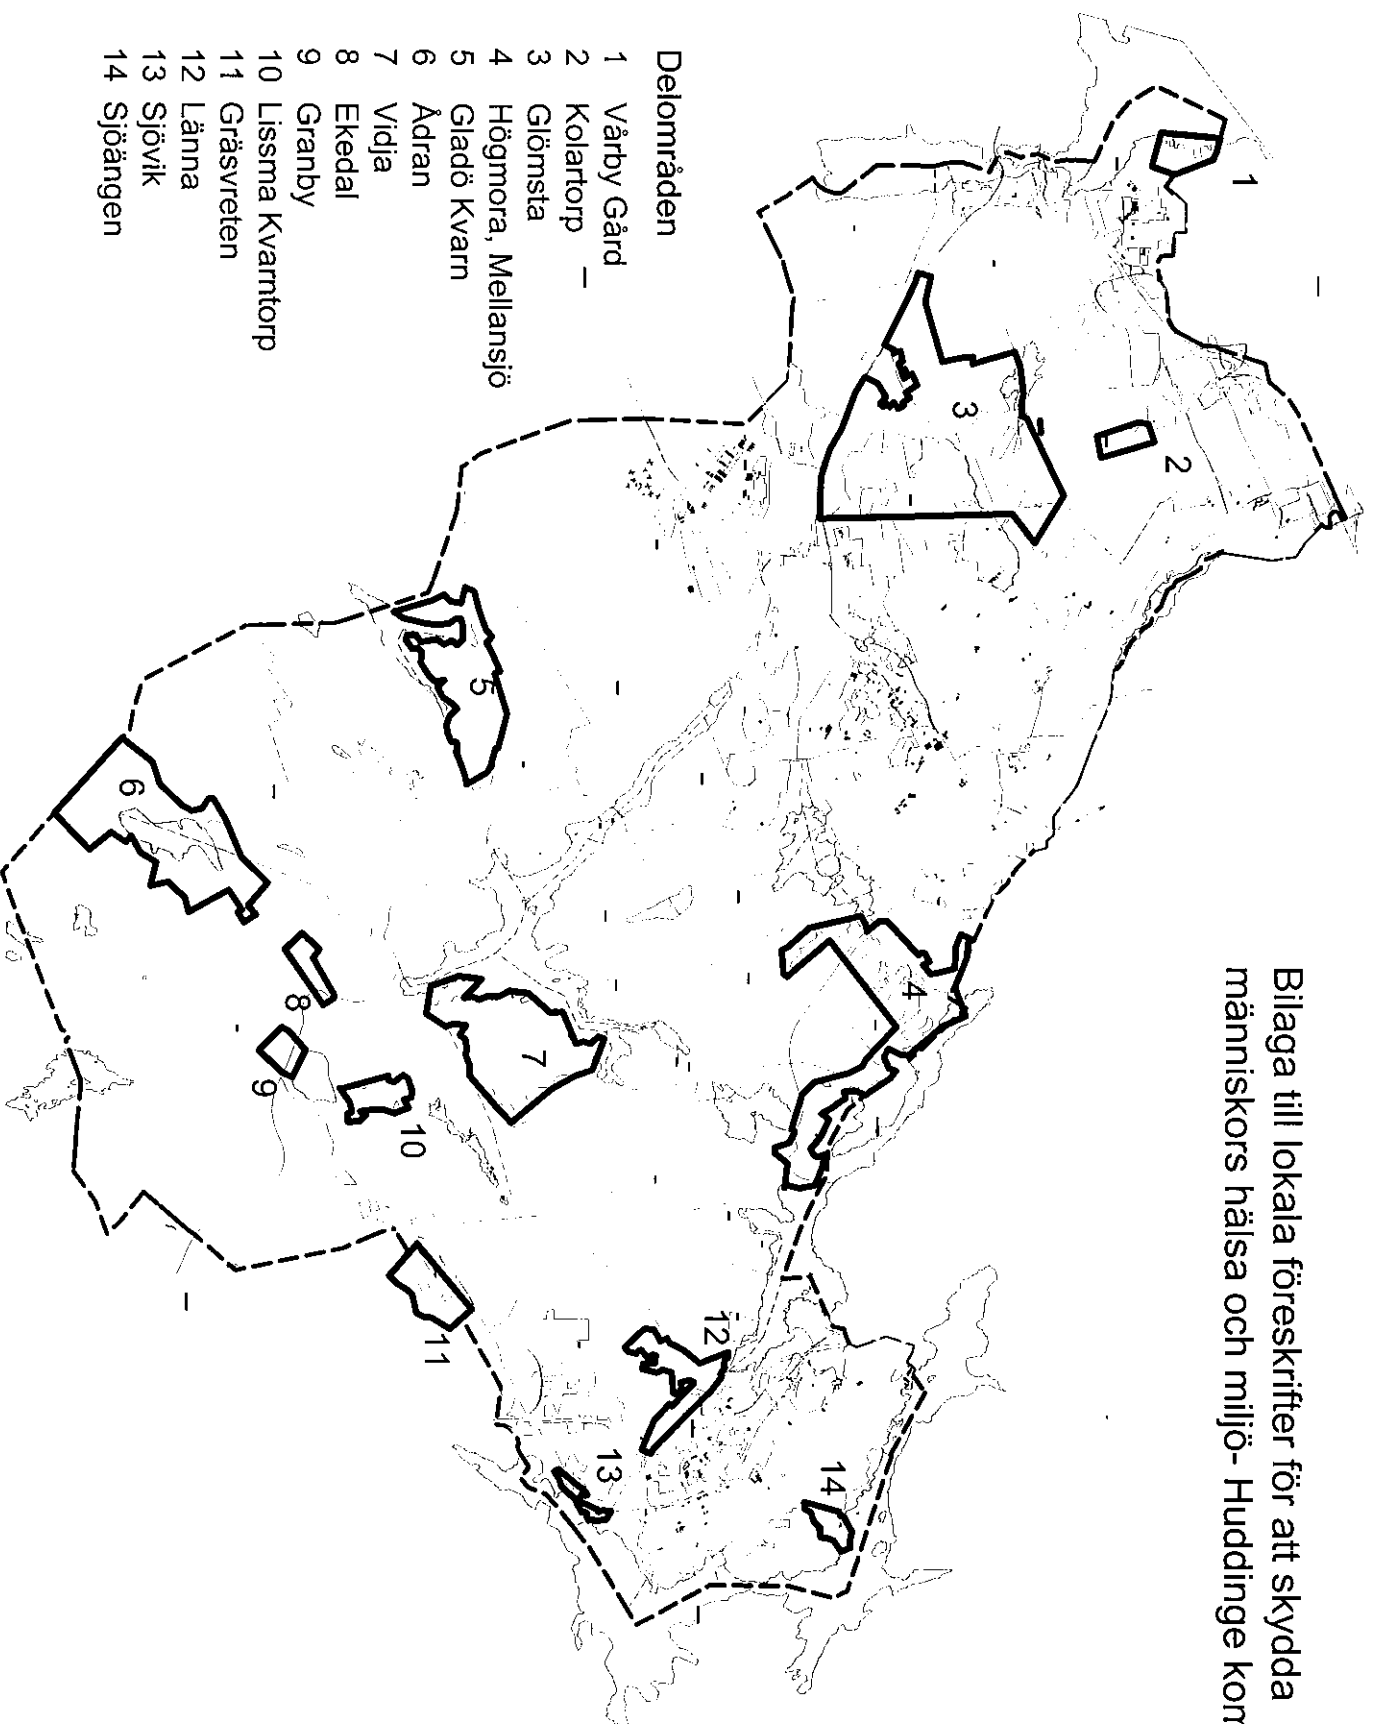 Bilaga till lokala föreskrifter för att skydda
människors hälsa och miljö- Huddinge
1
2
3
4
5
6
7
8
9
10
11
12
13
14
Delområden
1 Vårby Gård
2 Kolartorp
3 Glömsta
4 Högmora, Mellansjö
5 Gladö Kvarn
6 Ådran
7 Vidja
8 Ekedal
9 Granby
10 Lissma Kvarntorp
11 Gräsvreten
12 Länna
13 Sjövik
14 Sjöängen